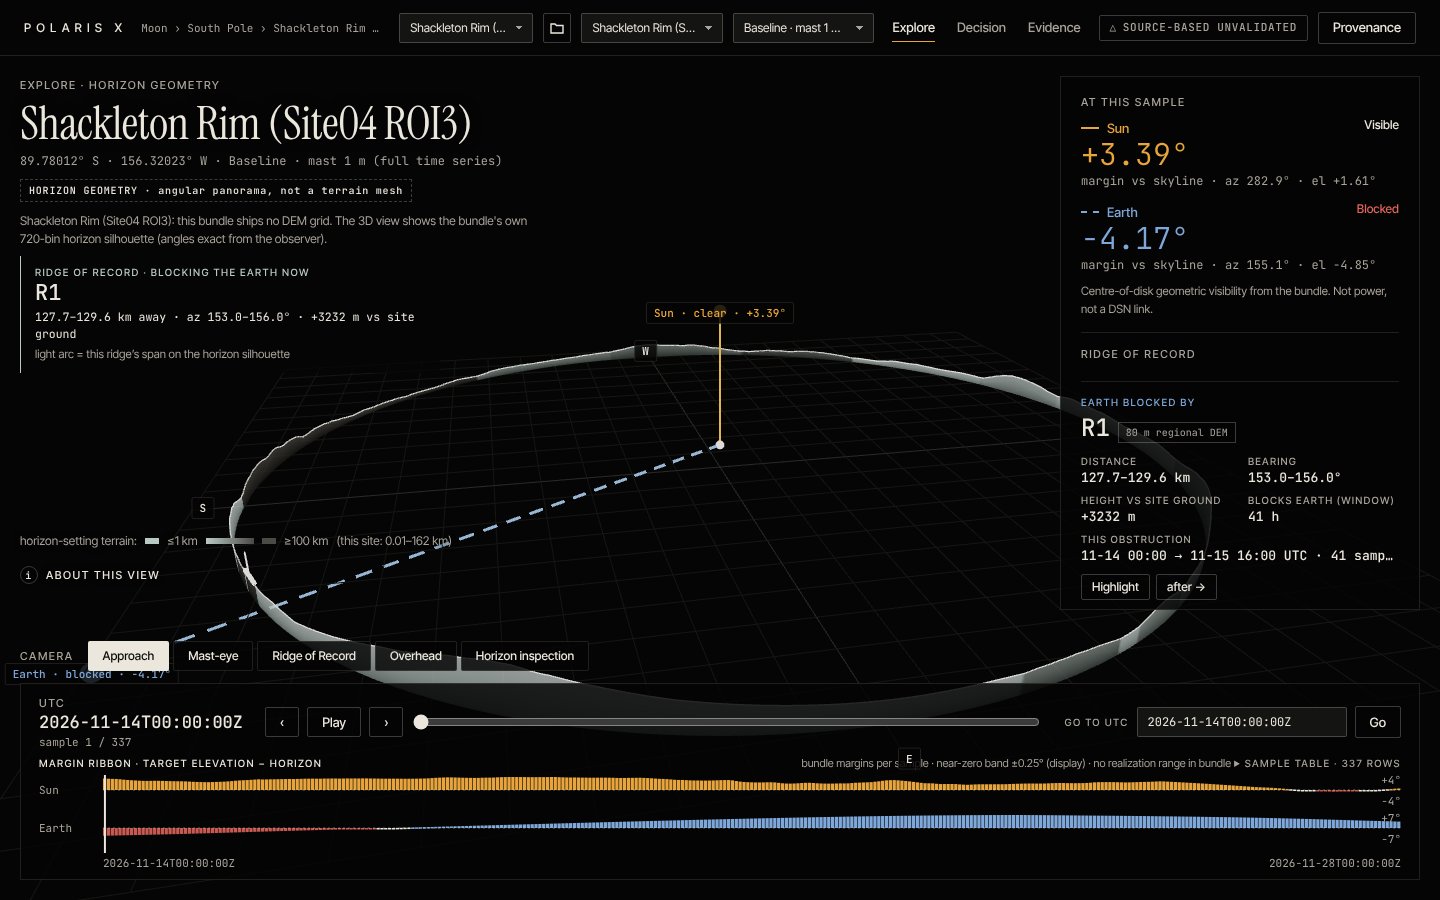 POLARIS X
Moon › South Pole › Shackleton Rim …
Shackleton Rim (…
Shackleton Rim (S…
Baseline · mast 1 …
Explore
Decision
Evidence
△ SOURCE-BASED UNVALIDATED
Provenance
EXPLORE · HORIZON GEOMETRY
Shackleton Rim (Site04 ROI3)
89.78012° S · 156.32023° W · Baseline · mast 1 m (full time series)
HORIZON GEOMETRY · angular panorama, not a terrain mesh
Shackleton Rim (Site04 ROI3): this bundle ships no DEM grid. The 3D view shows the bundle's own
720-bin horizon silhouette (angles exact from the observer).
RIDGE OF RECORD · BLOCKING THE EARTH NOW
R1
127.7–129.6 km away · az 153.0–156.0° · +3232 m vs site
ground
light arc = this ridge's span on the horizon silhouette
Sun · clear · +3.39°
W
S
horizon-setting terrain: ≤1 km ≥100 km (this site: 0.01–162 km)
i ABOUT THIS VIEW
AT THIS SAMPLE
Sun Visible
+3.39°
margin vs skyline · az 282.9° · el +1.61°
Earth Blocked
-4.17°
margin vs skyline · az 155.1° · el -4.85°
Centre-of-disk geometric visibility from the bundle. Not power,
not a DSN link.
RIDGE OF RECORD
EARTH BLOCKED BY
R1 80 m regional DEM
DISTANCE BEARING
127.7–129.6 km 153.0–156.0°
HEIGHT VS SITE GROUND BLOCKS EARTH (WINDOW)
+3232 m 41 h
THIS OBSTRUCTION
11-14 00:00 → 11-15 16:00 UTC · 41 samp…
Highlight after →
CAMERA Approach Mast-eye Ridge of Record Overhead Horizon inspection
Earth · blocked · -4.17°
UTC
2026-11-14T00:00:00Z ‹ Play › GO TO UTC 2026-11-14T00:00:00Z Go
sample 1 / 337
E
MARGIN RIBBON · TARGET ELEVATION − HORIZON
bundle margins per s le · near-zero band ±0.25° (display) · no realization range in bundle ▸ SAMPLE TABLE · 337 ROWS
Sun +4°
-4°
Earth +7°
-7°
2026-11-14T00:00:00Z 2026-11-28T00:00:00Z